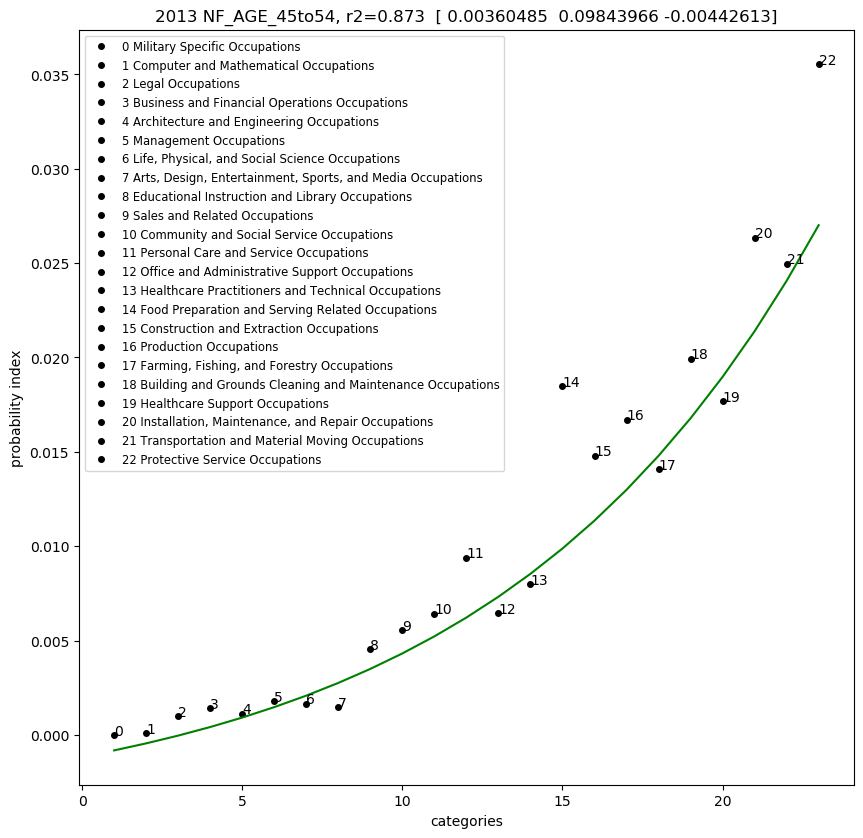 2013 NF_AGE_45to54, r2=0.873 [ 0.00360485 0.09843966 -0.00442613]
0 Military Specific Occupations
1 Computer and Mathematical Occupations
2 Legal Occupations
3 Business and Financial Operations Occupations
4 Architecture and Engineering Occupations
5 Management Occupations
6 Life, Physical, and Social Science Occupations
7 Arts, Design, Entertainment, Sports, and Media Occupations
8 Educational Instruction and Library Occupations
9 Sales and Related Occupations
10 Community and Social Service Occupations
11 Personal Care and Service Occupations
12 Office and Administrative Support Occupations
13 Healthcare Practitioners and Technical Occupations
14 Food Preparation and Serving Related Occupations
15 Construction and Extraction Occupations
16 Production Occupations
17 Farming, Fishing, and Forestry Occupations
18 Building and Grounds Cleaning and Maintenance Occupations
19 Healthcare Support Occupations
20 Installation, Maintenance, and Repair Occupations
21 Transportation and Material Moving Occupations
22 Protective Service Occupations
0.035
0.030
0.025
0.020
0.015
0.010
0.005
0.000
probability index
0
1
2
3
4
5
6
7
8
9
10
11
12
13
14
15
16
17
18
19
20
21
22
0 5 10 15 20
categories